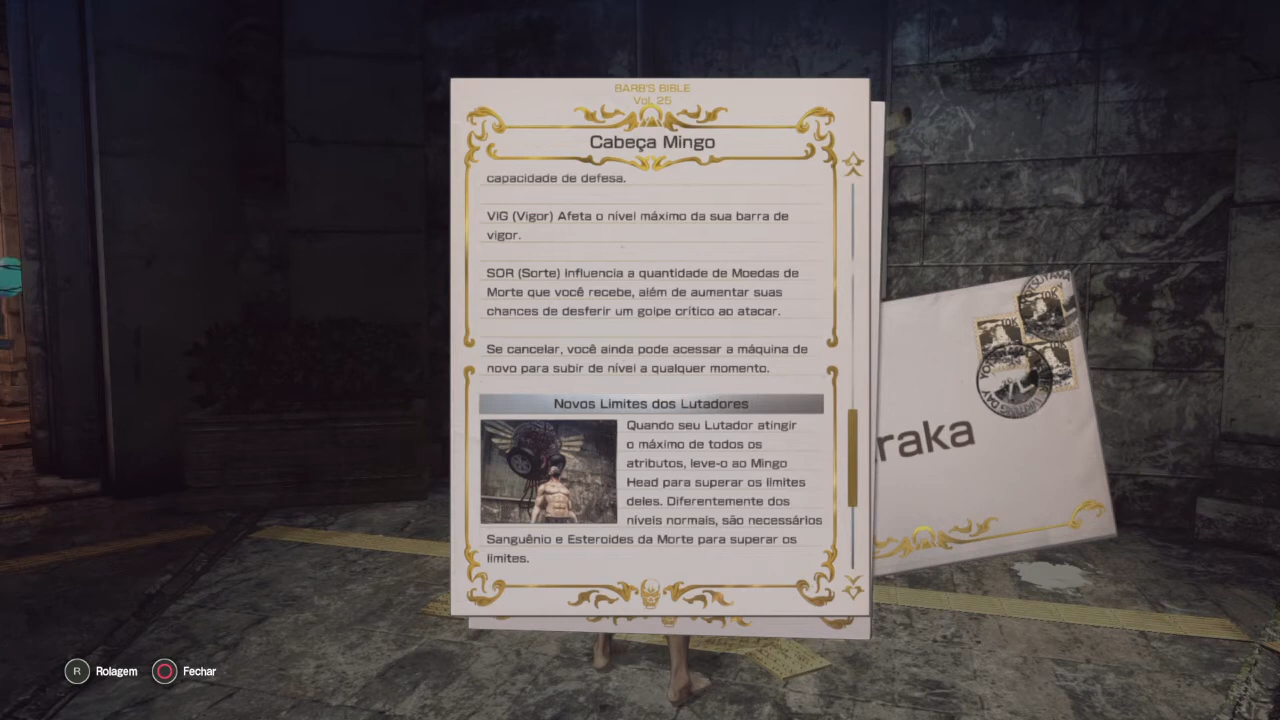 BARB'S BIBLE
Vol. 25
Cabeça Mingo
capacidade de defesa.
VIG (Vigor) Afeta o nível máximo da sua barra de
vigor.
SOR (Sorte) Influencia a quantidade de Moedas de
Morte que você recebe, além de aumentar suas
chances de desferir um golpe crítico ao atacar.
Se cancelar, você ainda pode acessar a máquina de
novo para subir de nível a qualquer momento.
Novos Limites dos Lutadores
Quando seu Lutador atingir
o máximo de todos os
atributos, leve-o ao Mingo
Head para superar os limites
deles. Diferentemente dos
níveis normais, são necessários
Sanguênio e Esteroides da Morte para superar os
limites.
raka
R Rolagem Fechar